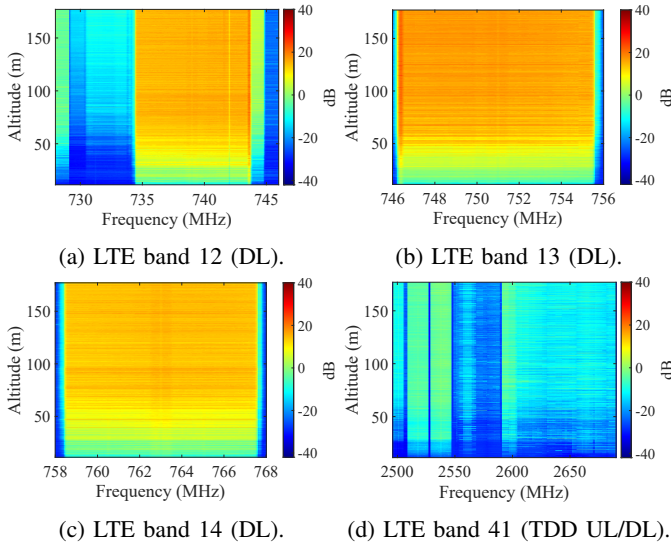 150
100
50
Altitude (m)
730 735 740 745
Frequency (MHz)
40
20
0
-20
-40
dB
(a) LTE band 12 (DL).
150
100
50
Altitude (m)
746 748 750 752 754 756
Frequency (MHz)
40
20
0
-20
-40
dB
(b) LTE band 13 (DL).
150
100
50
Altitude (m)
758 760 762 764 766 768
Frequency (MHz)
40
20
0
-20
-40
dB
(c) LTE band 14 (DL).
150
100
50
Altitude (m)
2500 2550 2600 2650
Frequency (MHz)
40
20
0
-20
-40
dB
(d) LTE band 41 (TDD UL/DL).